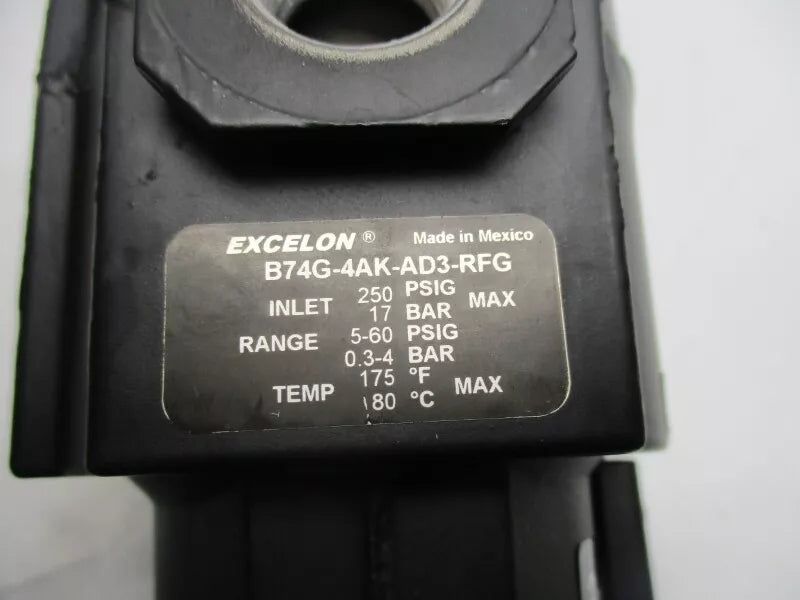 EXCELON ® Made in Mexico
B74G-4AK-AD3-RFG
INLET 250 PSIG MAX
17 BAR
RANGE 5-60 PSIG
0.3-4 BAR
TEMP 175 °F MAX
80 °C